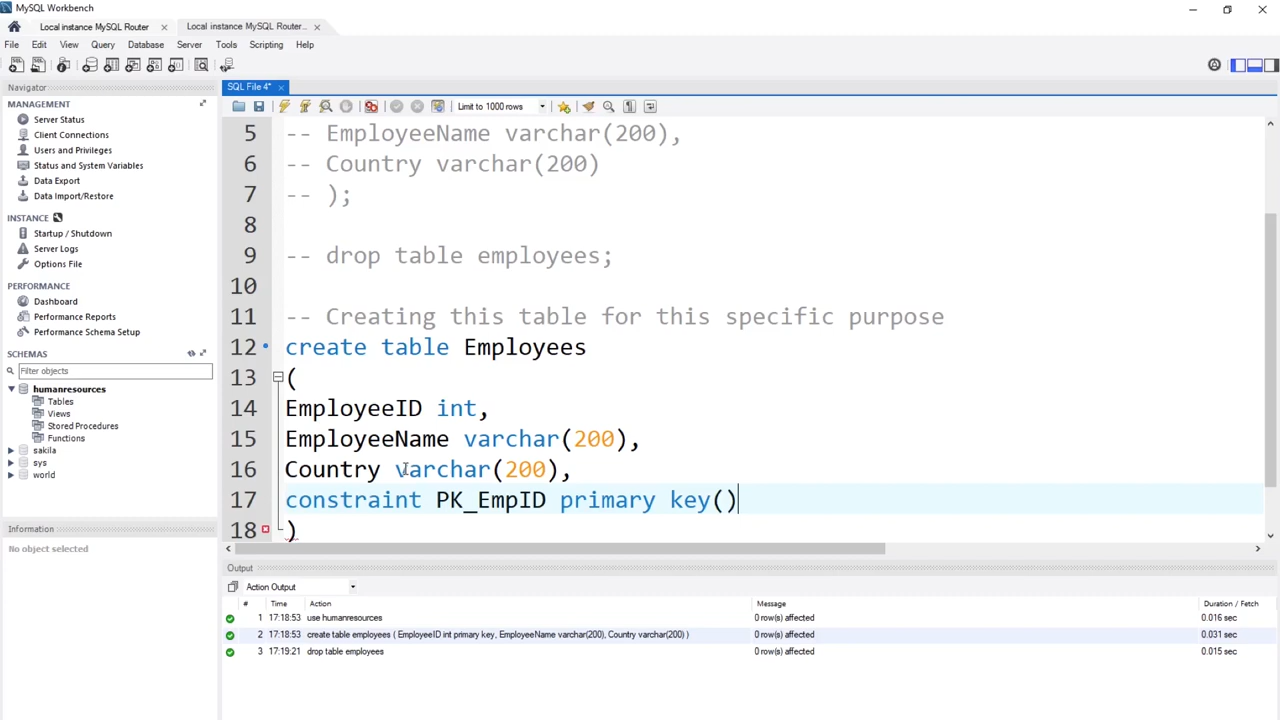 MySQL Workbench
Local instance MySQL Router
Local instance MySQL Router...
File Edit View Query Database Server Tools Scripting Help
Navigator
SQL File 4*
MANAGEMENT
Server Status
Client Connections
Users and Privileges
Status and System Variables
Data Export
Data Import/Restore
INSTANCE
Startup / Shutdown
Server Logs
Options File
PERFORMANCE
Dashboard
Performance Reports
Performance Schema Setup
SCHEMAS
Filter objects
humanresources
Tables
Views
Stored Procedures
Functions
sakila
sys
world
Information
No object selected
Limit to 1000 rows
5 -- EmployeeName varchar(200),
6 -- Country varchar(200)
7 -- );
8
9 -- drop table employees;
10
11 -- Creating this table for this specific purpose
12 create table Employees
13 (
14 EmployeeID int,
15 EmployeeName varchar(200),
16 Country varchar(200),
17 constraint PK_EmpID primary key()
18 )
Output
Action Output
# Time Action Message Duration / Fetch
1 17:18:53 use humanresources 0 row(s) affected 0.016 sec
2 17:18:53 create table employees ( EmployeeID int primary key, EmployeeName varchar(200), Country varchar(200) ) 0 row(s) affected 0.031 sec
3 17:19:21 drop table employees 0 row(s) affected 0.015 sec